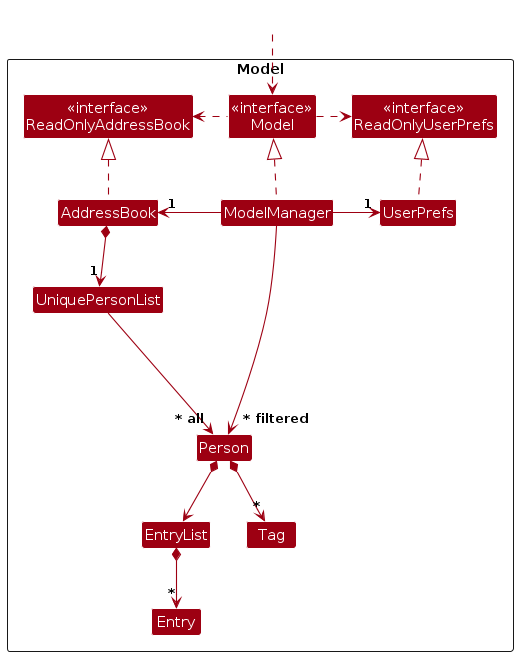 Model
«interface»
ReadOnlyAddressBook
«interface»
Model
«interface»
ReadOnlyUserPrefs
AddressBook
1
ModelManager
1
UserPrefs
1
UniquePersonList
* all
* filtered
Person
*
EntryList
Tag
*
Entry